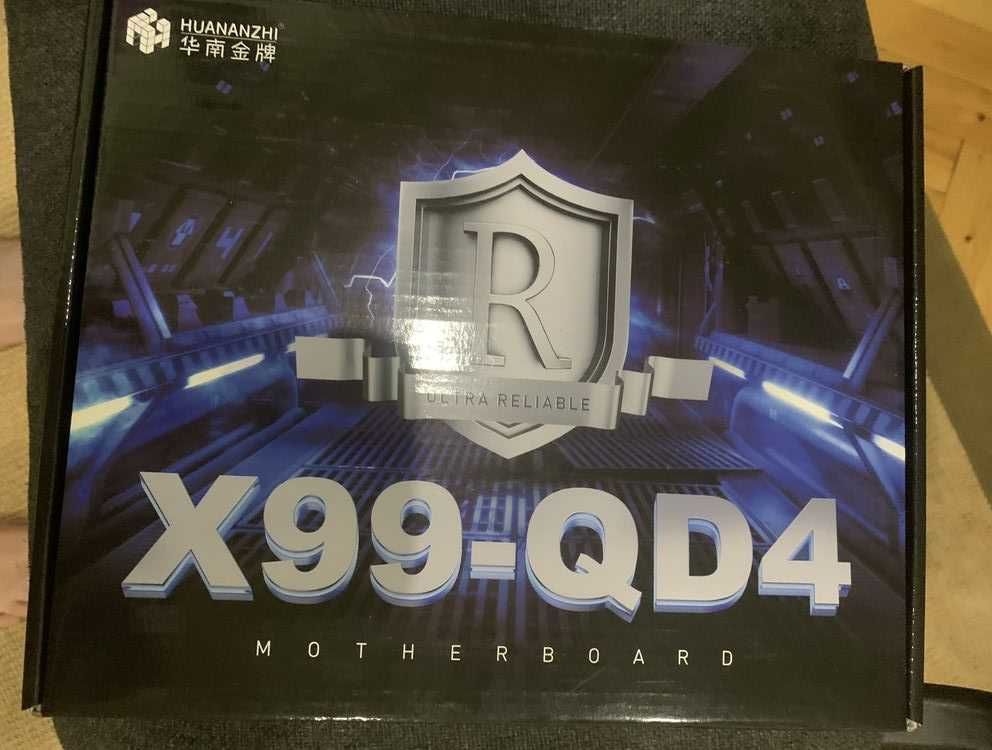 HUANANZHI®
华南金牌
R
ULTRA RELIABLE
X99-QD4
MOTHERBOARD